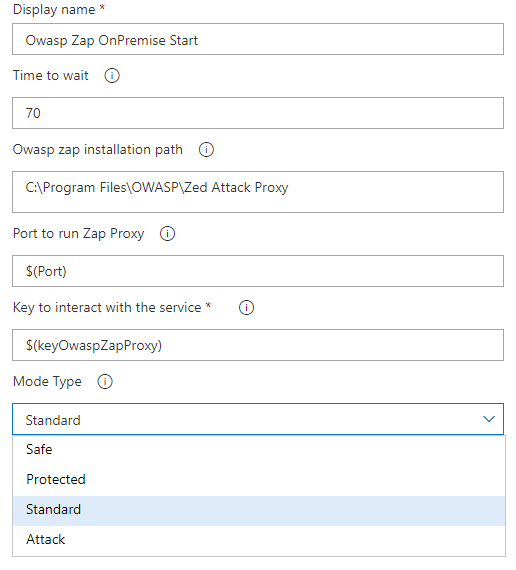 Display name *
Owasp Zap OnPremise Start
Time to wait
70
Owasp zap installation path
C:\Program Files\OWASP\Zed Attack Proxy
Port to run Zap Proxy
$(Port)
Key to interact with the service *
$(keyOwaspZapProxy)
Mode Type
Standard
Safe
Protected
Standard
Attack